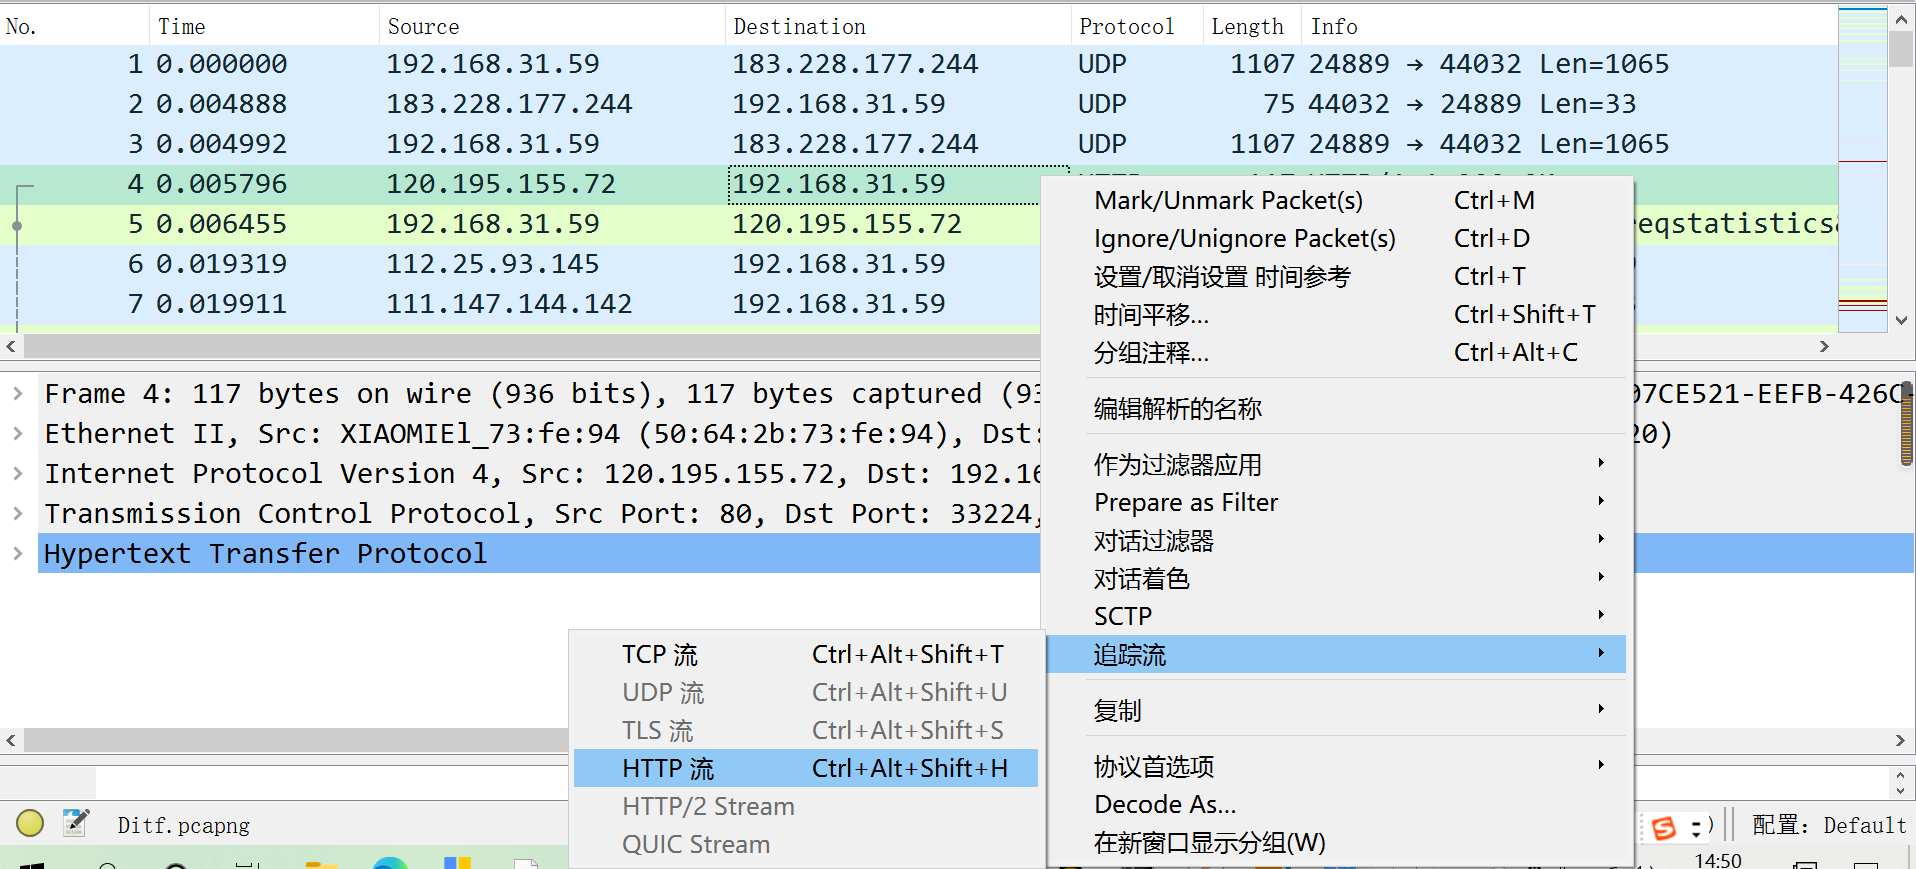 No. Time Source Destination Protocol Length Info
1 0.000000 192.168.31.59 183.228.177.244 UDP 1107 24889 → 44032 Len=1065
2 0.004888 183.228.177.244 192.168.31.59 UDP 75 44032 → 24889 Len=33
3 0.004992 192.168.31.59 183.228.177.244 UDP 1107 24889 → 44032 Len=1065
4 0.005796 120.195.155.72 192.168.31.59
5 0.006455 192.168.31.59 120.195.155.72 eqstatistics&
6 0.019319 112.25.93.145 192.168.31.59
7 0.019911 111.147.144.142 192.168.31.59
Mark/Unmark Packet(s) Ctrl+M
Ignore/Unignore Packet(s) Ctrl+D
设置/取消设置 时间参考 Ctrl+T
时间平移... Ctrl+Shift+T
分组注释... Ctrl+Alt+C
编辑解析的名称
作为过滤器应用
Prepare as Filter
对话过滤器
对话着色
SCTP
追踪流
复制
协议首选项
Decode As...
在新窗口显示分组(W)
Frame 4: 117 bytes on wire (936 bits), 117 bytes captured (93 07CE521-EEFB-426C-
Ethernet II, Src: XIAOMIEl_73:fe:94 (50:64:2b:73:fe:94), Dst: 20)
Internet Protocol Version 4, Src: 120.195.155.72, Dst: 192.16
Transmission Control Protocol, Src Port: 80, Dst Port: 33224,
Hypertext Transfer Protocol
TCP 流 Ctrl+Alt+Shift+T
UDP 流 Ctrl+Alt+Shift+U
TLS 流 Ctrl+Alt+Shift+S
HTTP 流 Ctrl+Alt+Shift+H
HTTP/2 Stream
QUIC Stream
Ditf.pcapng
配置: Default
14:50